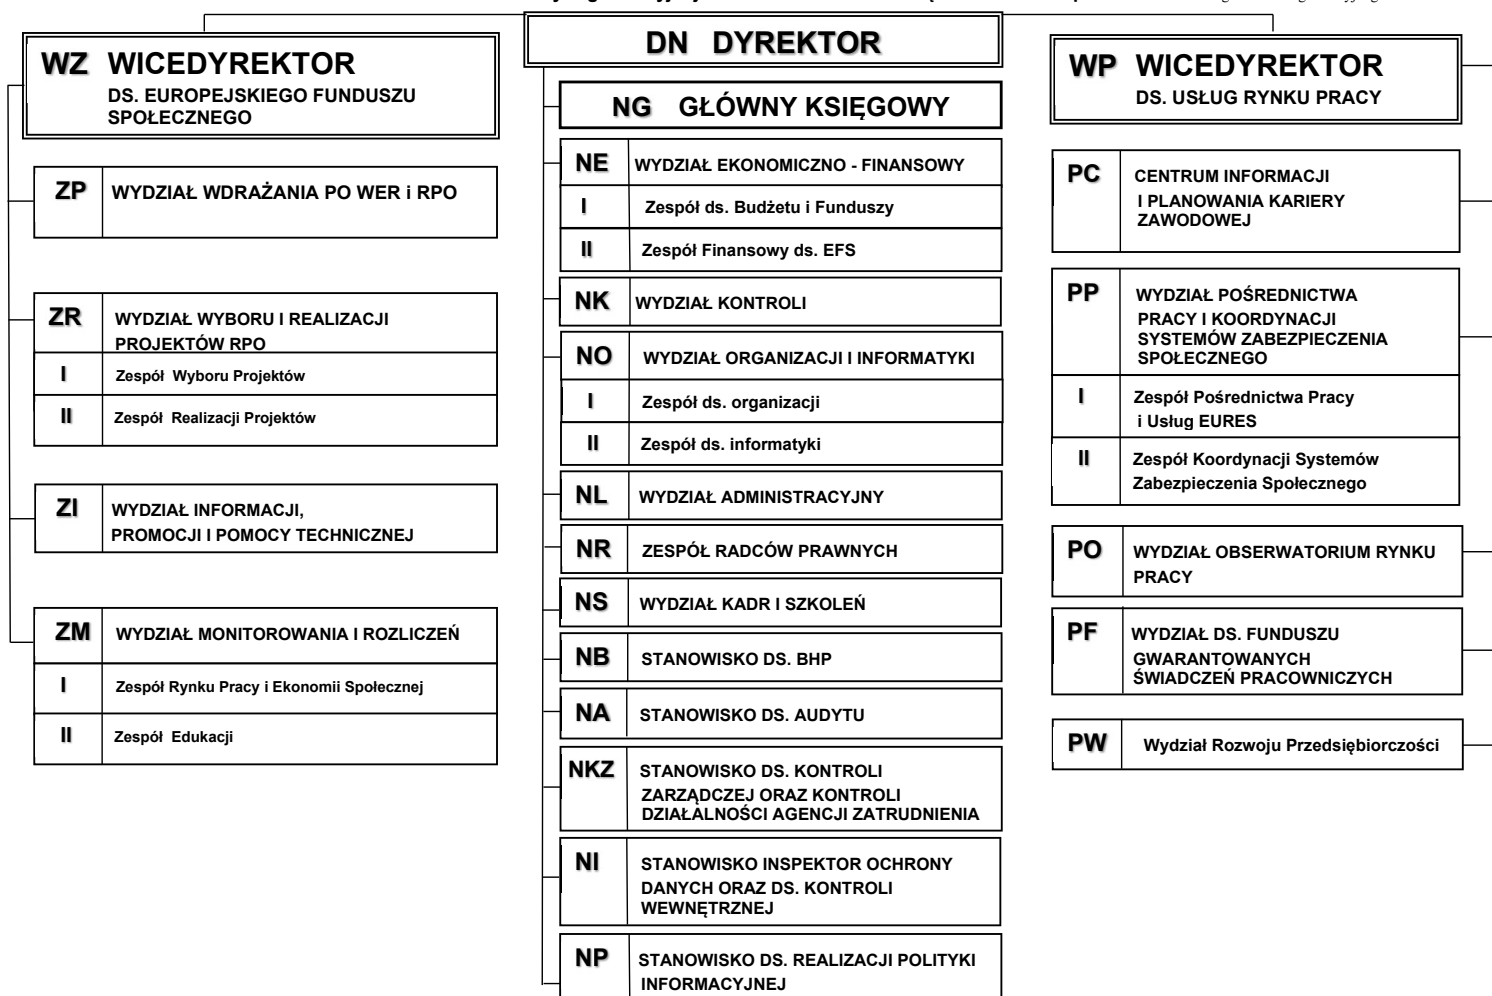 DN DYREKTOR
WZ WICEDYREKTOR
DS. EUROPEJSKIEGO FUNDUSZU
SPOŁECZNEGO
ZP WYDZIAŁ WDRAŻANIA PO WER i RPO
ZR WYDZIAŁ WYBORU I REALIZACJI
PROJEKTÓW RPO
I Zespół Wyboru Projektów
II Zespół Realizacji Projektów
ZI WYDZIAŁ INFORMACJI,
PROMOCJI I POMOCY TECHNICZNEJ
ZM WYDZIAŁ MONITOROWANIA I ROZLICZEŃ
I Zespół Rynku Pracy i Ekonomii Społecznej
II Zespół Edukacji
NG GŁÓWNY KSIĘGOWY
NE WYDZIAŁ EKONOMICZNO - FINANSOWY
I Zespół ds. Budżetu i Funduszy
II Zespół Finansowy ds. EFS
NK WYDZIAŁ KONTROLI
NO WYDZIAŁ ORGANIZACJI I INFORMATYKI
I Zespół ds. organizacji
II Zespół ds. informatyki
NL WYDZIAŁ ADMINISTRACYJNY
NR ZESPÓŁ RADCÓW PRAWNYCH
NS WYDZIAŁ KADR I SZKOLEŃ
NB STANOWISKO DS. BHP
NA STANOWISKO DS. AUDYTU
NKZ STANOWISKO DS. KONTROLI
ZARZĄDCZEJ ORAZ KONTROLI
DZIAŁALNOŚCI AGENCJI ZATRUDNIENIA
NI STANOWISKO INSPEKTOR OCHRONY
DANYCH ORAZ DS. KONTROLI
WEWNĘTRZNEJ
NP STANOWISKO DS. REALIZACJI POLITYKI
INFORMACYJNEJ
WP WICEDYREKTOR
DS. USŁUG RYNKU PRACY
PC CENTRUM INFORMACJI
I PLANOWANIA KARIERY
ZAWODOWEJ
PP WYDZIAŁ POŚREDNICTWA
PRACY I KOORDYNACJI
SYSTEMÓW ZABEZPIECZENIA
SPOŁECZNEGO
I Zespół Pośrednictwa Pracy
i Usług EURES
II Zespół Koordynacji Systemów
Zabezpieczenia Społecznego
PO WYDZIAŁ OBSERWATORIUM RYNKU
PRACY
PF WYDZIAŁ DS. FUNDUSZU
GWARANTOWANYCH
ŚWIADCZEŃ PRACOWNICZYCH
PW Wydział Rozwoju Przedsiębiorczości